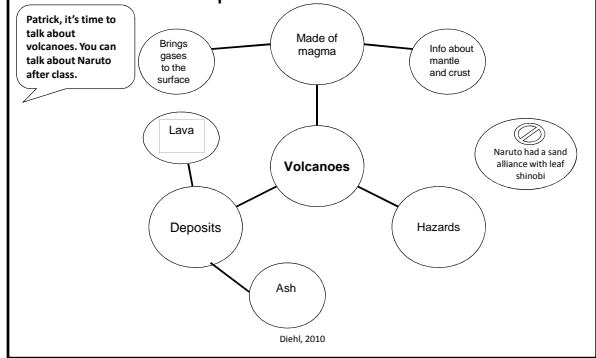 Patrick, it's time to
talk about
volcanoes. You can
talk about Naruto
after class.
Brings
gases
to the
surface
Made of
magma
Info about
mantle
and crust
Lava
Volcanoes
Naruto had a sand
alliance with leaf
shinobi
Deposits
Hazards
Ash
Diehl, 2010